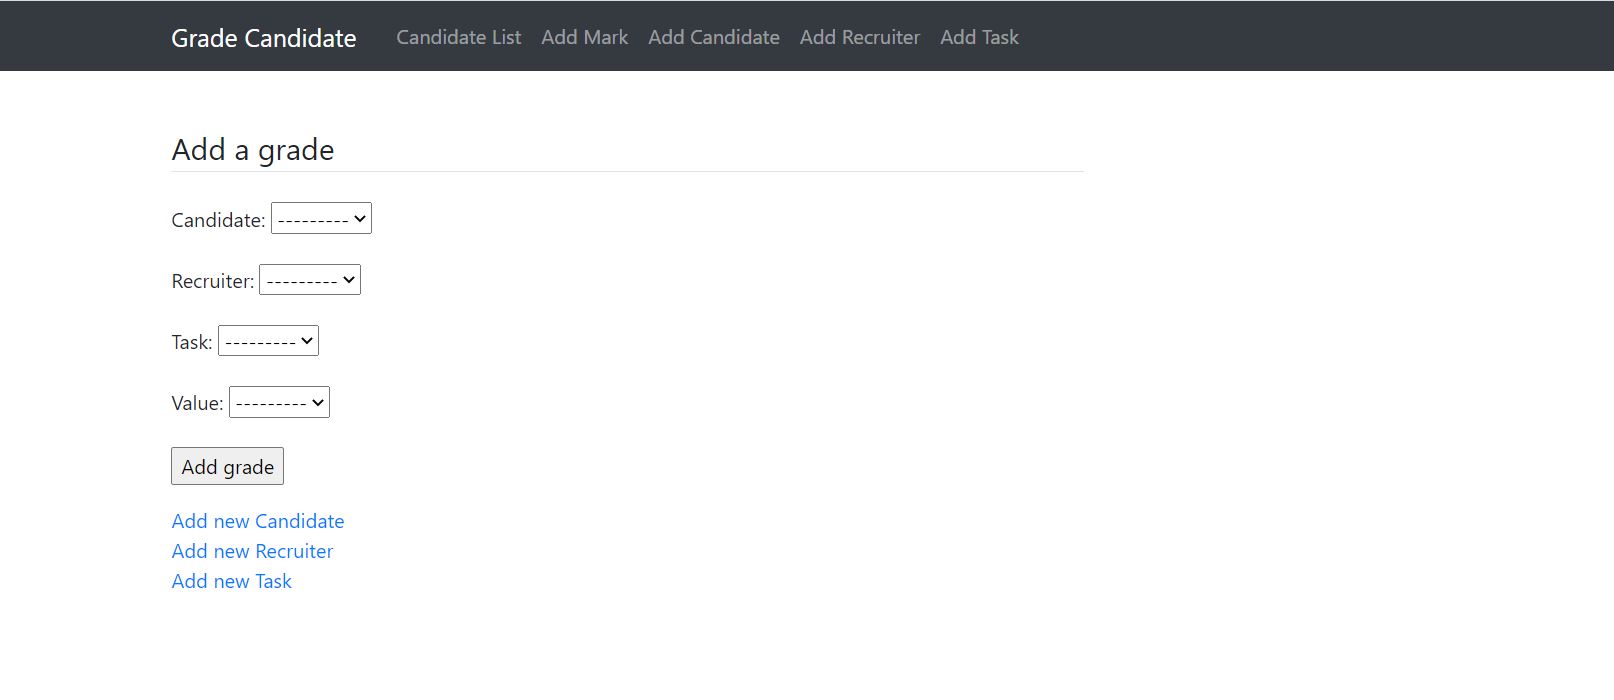 Grade Candidate Candidate List Add Mark Add Candidate Add Recruiter Add Task
Add a grade
Candidate: ---------
Recruiter: ---------
Task: ---------
Value: ---------
Add grade
Add new Candidate
Add new Recruiter
Add new Task